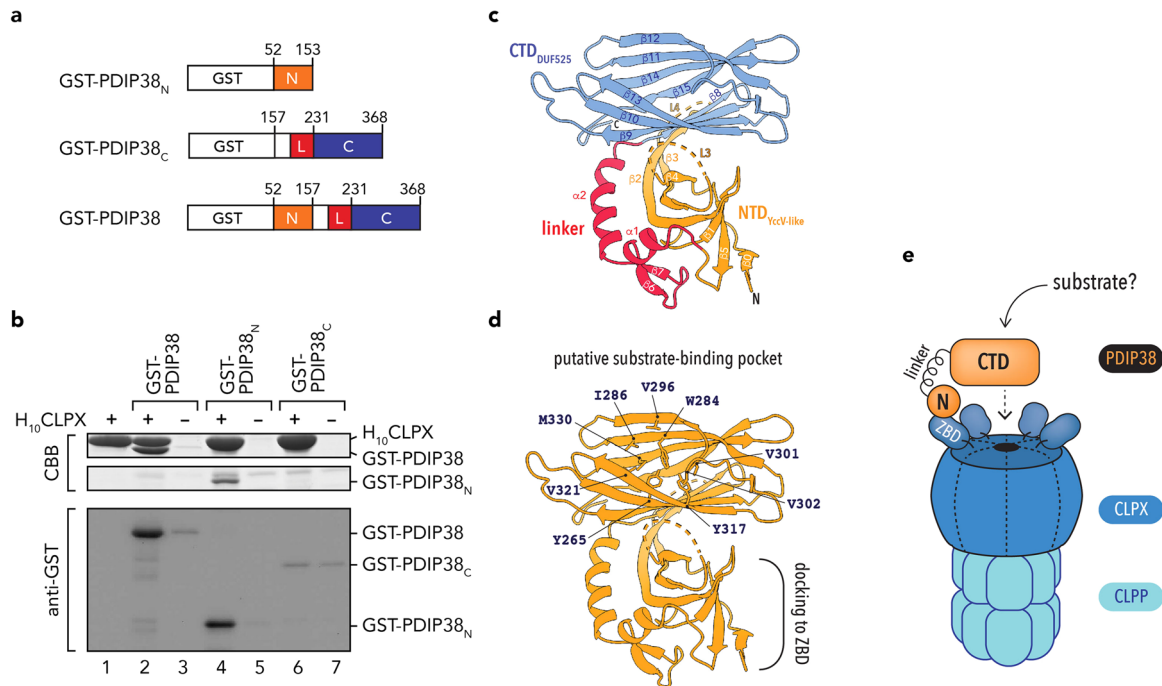 a
52 153
GST-PDIP38N GST N
157 231 368
GST-PDIP38C GST L C
52 157 231 368
GST-PDIP38 GST N L C
b
GST-PDIP38
GST-PDIP38N
GST-PDIP38C
H10CLPX + + − + − + −
CBB
H10CLPX
GST-PDIP38
GST-PDIP38N
anti-GST
GST-PDIP38
GST-PDIP38C
GST-PDIP38N
1 2 3 4 5 6 7
c
CTDDUF525
β12
β11
β14
β13
β15
β8
β10
L4
C
β9
L3
β3
β2
β4
α2
linker
α1
NTDYccV-like
β1
β5
β0
β7
β6
N
d
putative substrate-binding pocket
V296
I286
W284
M330
V301
V321
V302
Y265
Y317
docking to ZBD
e
substrate?
linker
CTD
PDIP38
N
ZBD
CLPX
CLPP